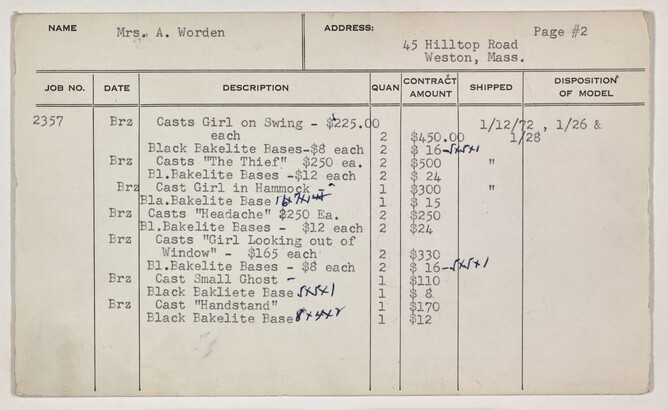 NAME Mrs. A. Worden ADDRESS: Page #2
45 Hilltop Road
Weston, Mass.
JOB NO. DATE DESCRIPTION QUAN CONTRACT AMOUNT SHIPPED DISPOSITION OF MODEL
2357 Brz Casts Girl on Swing - $225.00 1/12/72 , 1/26 &
each 2 $450.00 1/28
Black Bakelite Bases-$8 each 2 $ 16-5x5x1
Brz Casts "The Thief" $250 ea. 2 $500 "
Bl.Bakelite Bases -$12 each 2 $ 24
Brz Cast Girl in Hammock - 1 $300 "
Bla.Bakelite Base 1 $ 15
Brz Casts "Headache" $250 Ea. 2 $250
Bl.Bakelite Bases - $12 each 2 $24
Brz Casts "Girl Looking out of
Window" - $165 each 2 $330
Bl.Bakelite Bases - $8 each 2 $ 16-5x5x1
Brz Cast Small Ghost - 1 $110
Black Bakliete Base 5x5x1 1 $ 8
Brz Cast "Handstand" 1 $170
Black Bakelite Base 1 $12